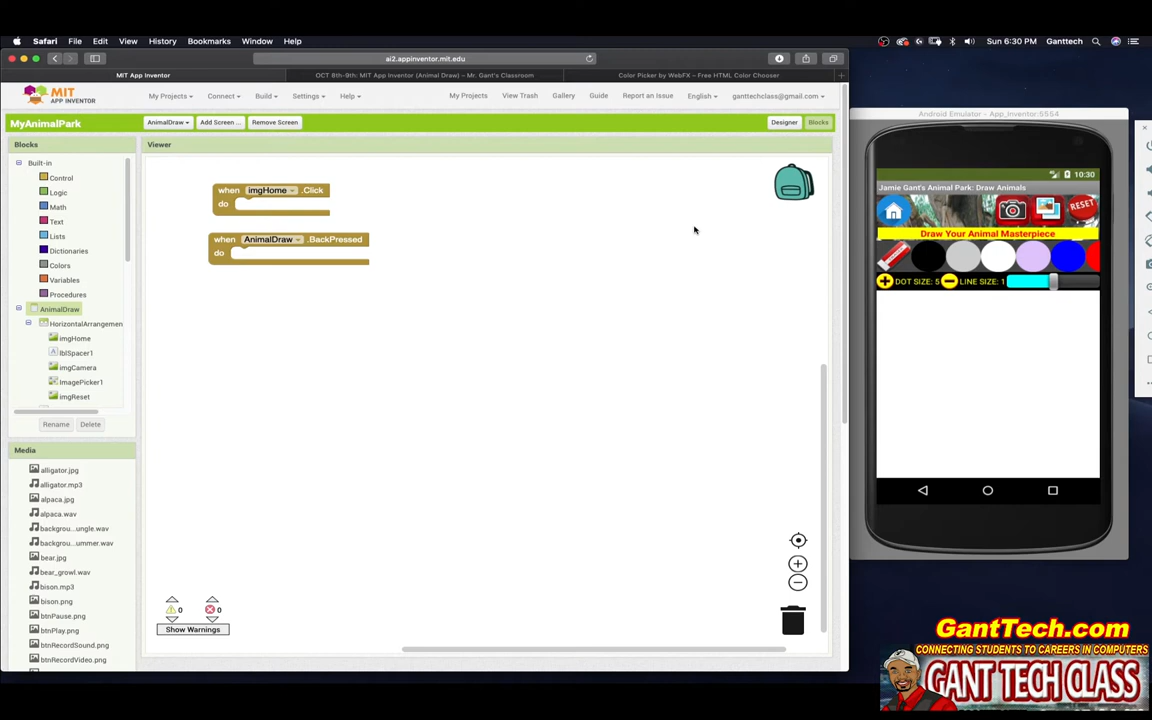 Safari File Edit View History Bookmarks Window Help Sun 6:30 PM Ganttech
ai2.appinventor.mit.edu
MIT App Inventor OCT 8th-9th: MIT App Inventor (Animal Draw) – Mr. Gant's Classroom Color Picker by WebFX – Free HTML Color Chooser
MIT
APP INVENTOR
My Projects Connect Build Settings Help My Projects View Trash Gallery Guide Report an Issue English ganttechclass@gmail.com
MyAnimalPark AnimalDraw Add Screen ... Remove Screen Designer Blocks
Blocks
Viewer
Built-in
Control
Logic
Math
Text
Lists
Dictionaries
Colors
Variables
Procedures
AnimalDraw
HorizontalArrangemen
imgHome
lblSpacer1
imgCamera
ImagePicker1
imgReset
Rename Delete
Media
alligator.jpg
alligator.mp3
alpaca.jpg
alpaca.wav
backgrou...ungle.wav
backgrou...ummer.wav
bear.jpg
bear_growl.wav
bison.mp3
bison.png
btnPause.png
btnPlay.png
btnRecordSound.png
btnRecordVideo.png
when imgHome .Click
do
when AnimalDraw .BackPressed
do
0 0
Show Warnings
Android Emulator - App_Inventor:5554
10:30
Jamie Gant's Animal Park: Draw Animals
RESET
Draw Your Animal Masterpiece
DOT SIZE: 5 LINE SIZE: 1
GantTech.com
CONNECTING STUDENTS TO CAREERS IN COMPUTERS
GANT TECH CLASS